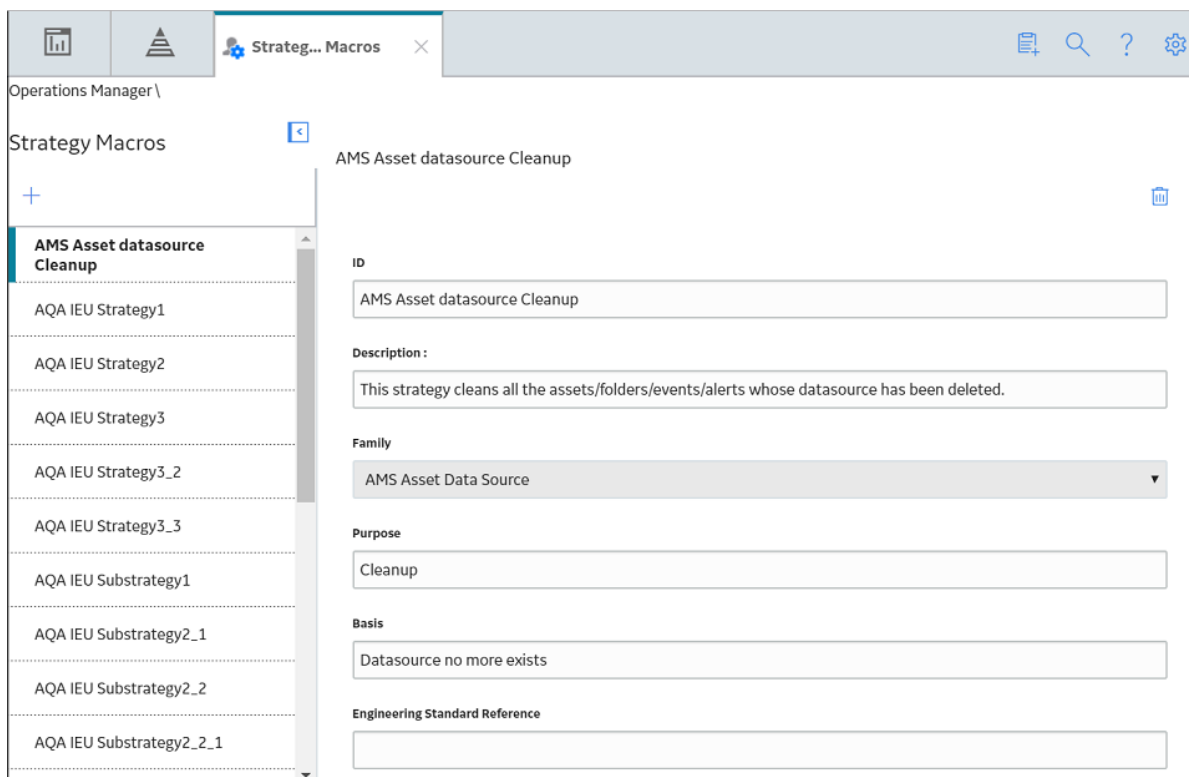 Strateg... Macros
Operations Manager\
Strategy Macros
AMS Asset datasource Cleanup
AMS Asset datasource
Cleanup
AQA IEU Strategy1
AQA IEU Strategy2
AQA IEU Strategy3
AQA IEU Strategy3_2
AQA IEU Strategy3_3
AQA IEU Substrategy1
AQA IEU Substrategy2_1
AQA IEU Substrategy2_2
AQA IEU Substrategy2_2_1
ID
AMS Asset datasource Cleanup
Description :
This strategy cleans all the assets/folders/events/alerts whose datasource has been deleted.
Family
AMS Asset Data Source
Purpose
Cleanup
Basis
Datasource no more exists
Engineering Standard Reference